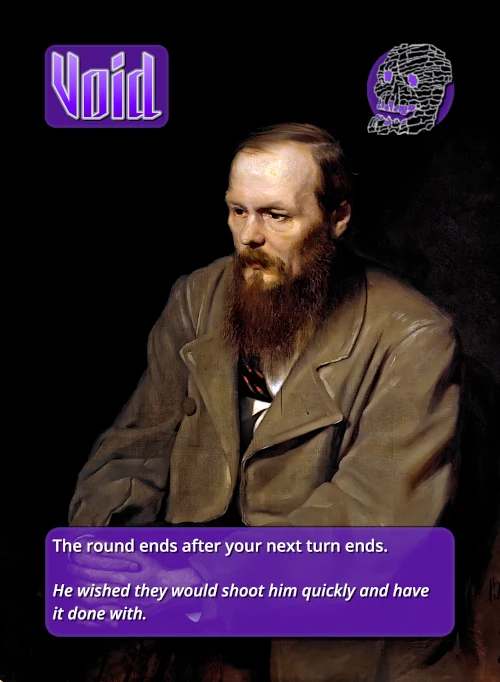 Void
The round ends after your next turn ends.
He wished they would shoot him quickly and have
it done with.